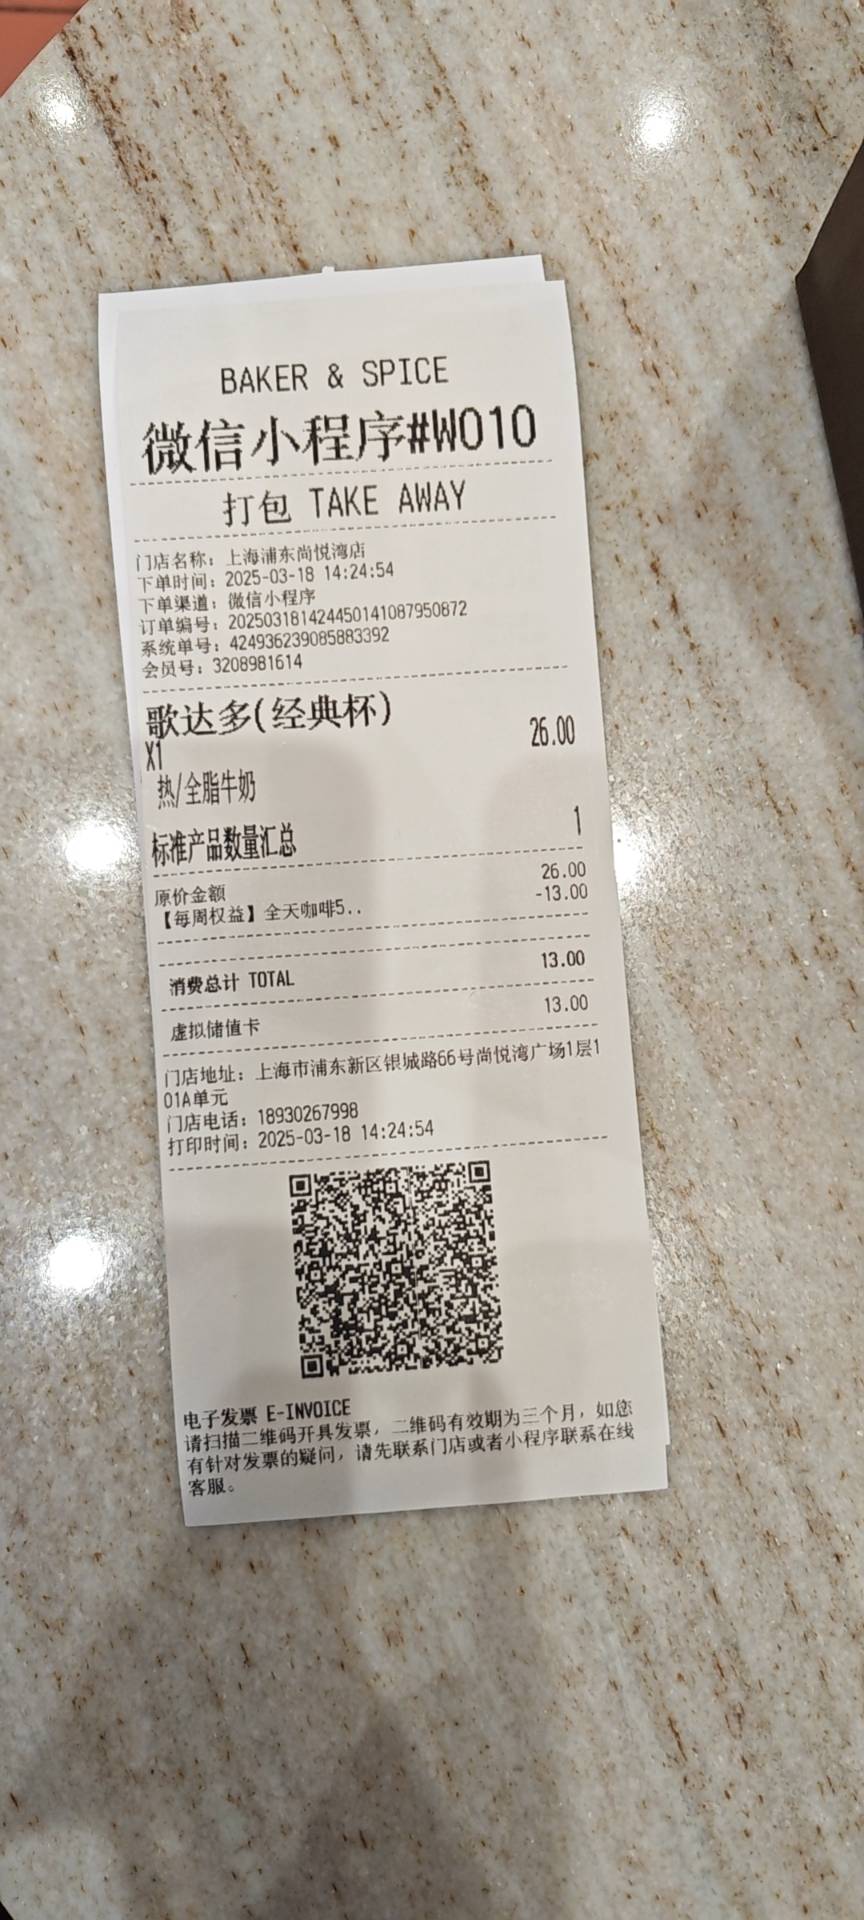 BAKER & SPICE
微信小程序#W010
打包 TAKE AWAY
门店名称：上海浦东尚悦湾店
下单时间：2025-03-18 14:24:54
下单渠道：微信小程序
订单编号：2025031814244501410879508​72
系统单号：424936239085883392
会员号：3208981614
歌达多(经典杯) 26.00
X1
热/全脂牛奶
标准产品数量汇总 1
原价金额 26.00
【每周权益】全天咖啡5.. -13.00
消费总计 TOTAL 13.00
虚拟储值卡 13.00
门店地址：上海市浦东新区银城路66号尚悦湾广场1层1
01A单元
门店电话：18930267998
打印时间：2025-03-18 14:24:54
电子发票 E-INVOICE
请扫描二维码开具发票，二维码有效期为三个月，如您
有针对发票的疑问，请先联系门店或者小程序联系在线
客服。